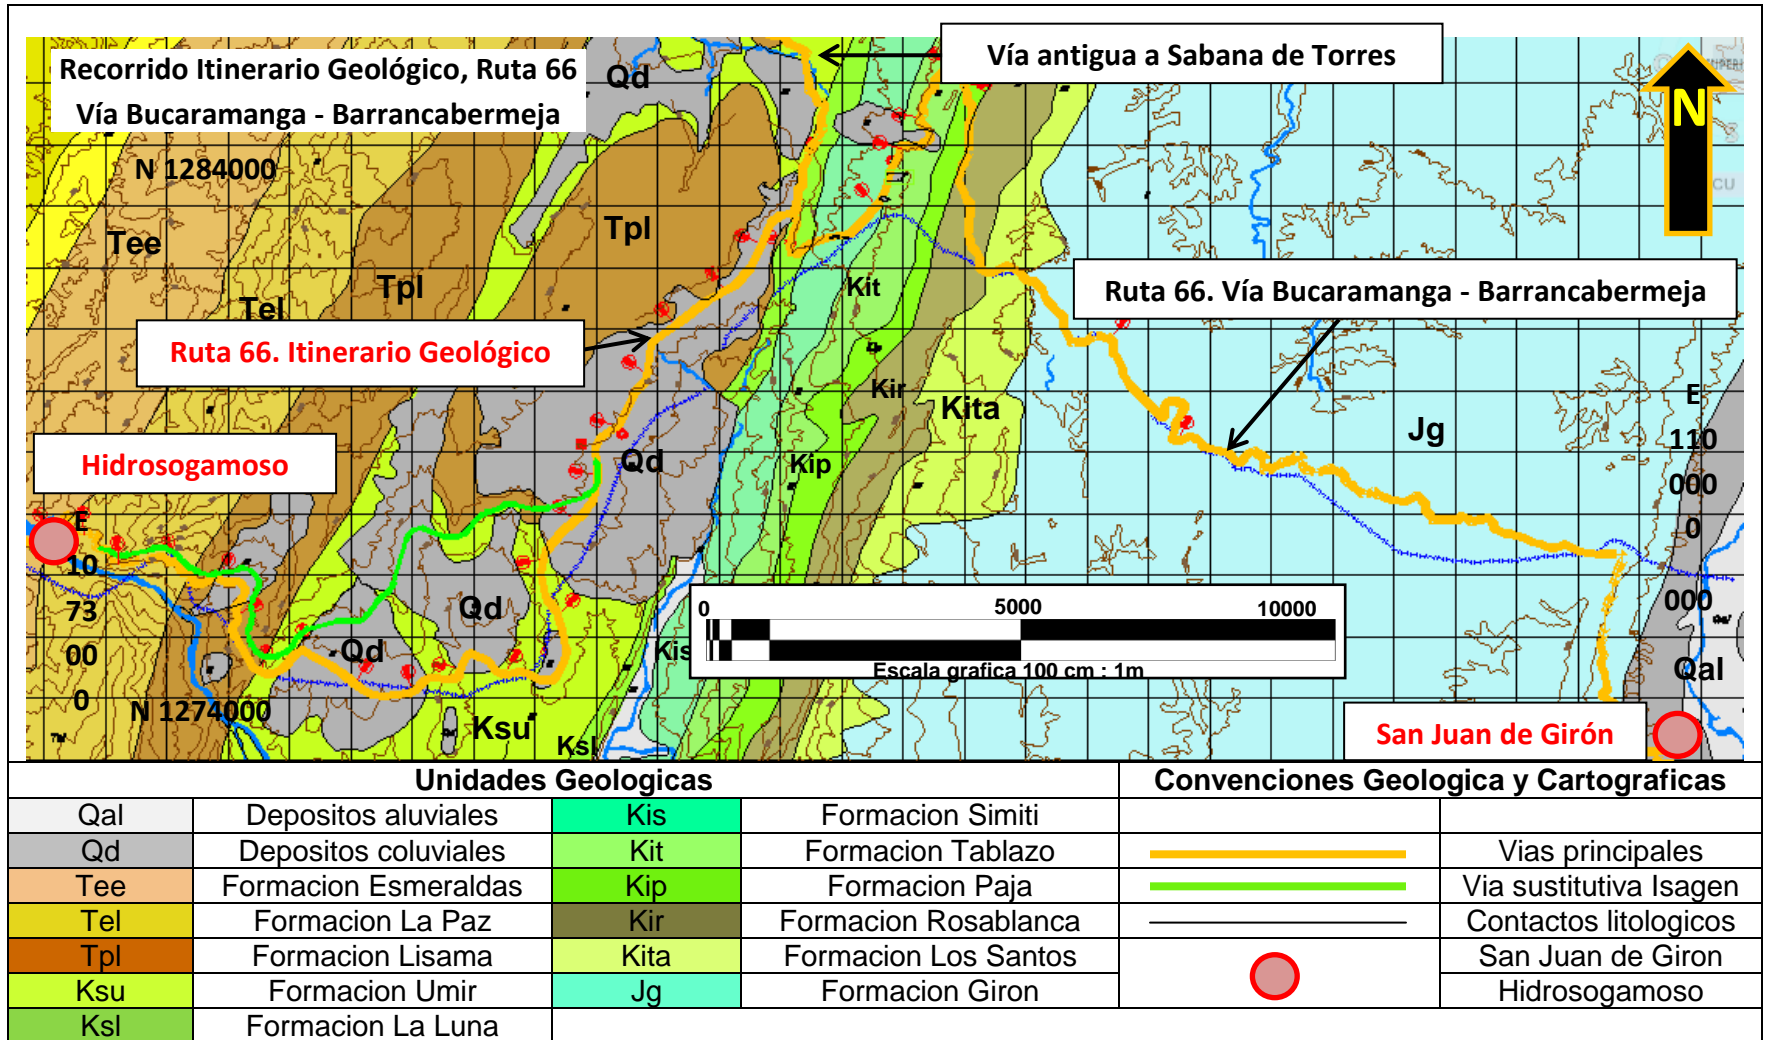 Recorrido Itinerario Geológico, Ruta 66
Vía Bucaramanga - Barrancabermeja
Vía antigua a Sabana de Torres
N
Qd
N 1284000
Tee
Tel
Tpl
Tpl
Kit
Ruta 66. Vía Bucaramanga - Barrancabermeja
Ruta 66. Itinerario Geológico
Kir
Kita
Jg
E
110
000
0
Hidrosogamoso
Qd
Kip
E
10
73
00
0
N 1274000
Qd
Qd
Ksu
Ksl
Kis
0 5000 10000
Escala grafica 100 cm : 1m
000
Qal
San Juan de Girón
Unidades Geologicas Convenciones Geologica y Cartograficas
Qal Depositos aluviales Kis Formacion Simiti
Qd Depositos coluviales Kit Formacion Tablazo Vias principales
Tee Formacion Esmeraldas Kip Formacion Paja Via sustitutiva Isagen
Tel Formacion La Paz Kir Formacion Rosablanca Contactos litologicos
Tpl Formacion Lisama Kita Formacion Los Santos San Juan de Giron
Ksu Formacion Umir Jg Formacion Giron Hidrosogamoso
Ksl Formacion La Luna